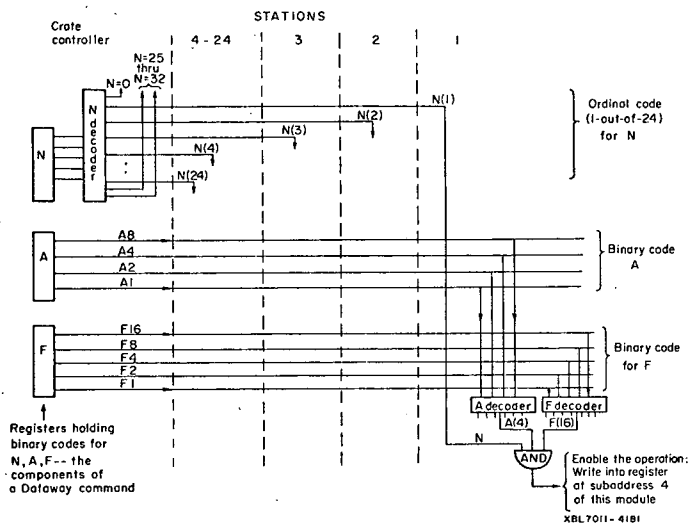 STATIONS
Crate
controller
4 - 24
3
2
1
N=25
thru
N=32
N=0
N decoder
N
N(1)
N(2)
N(3)
N(4)
N(24)
Ordinal code
(1-out-of-24)
for N
A
A8
A4
A2
A1
Binary code
A
F
F16
F8
F4
F2
F1
Binary code
for F
A decoder
F decoder
A(4)
F(16)
N
AND
Registers holding
binary codes for
N, A, F-- the
components of
a Dataway command
Enable the operation:
Write into register
at subaddress 4
of this module
XBL7011-4181